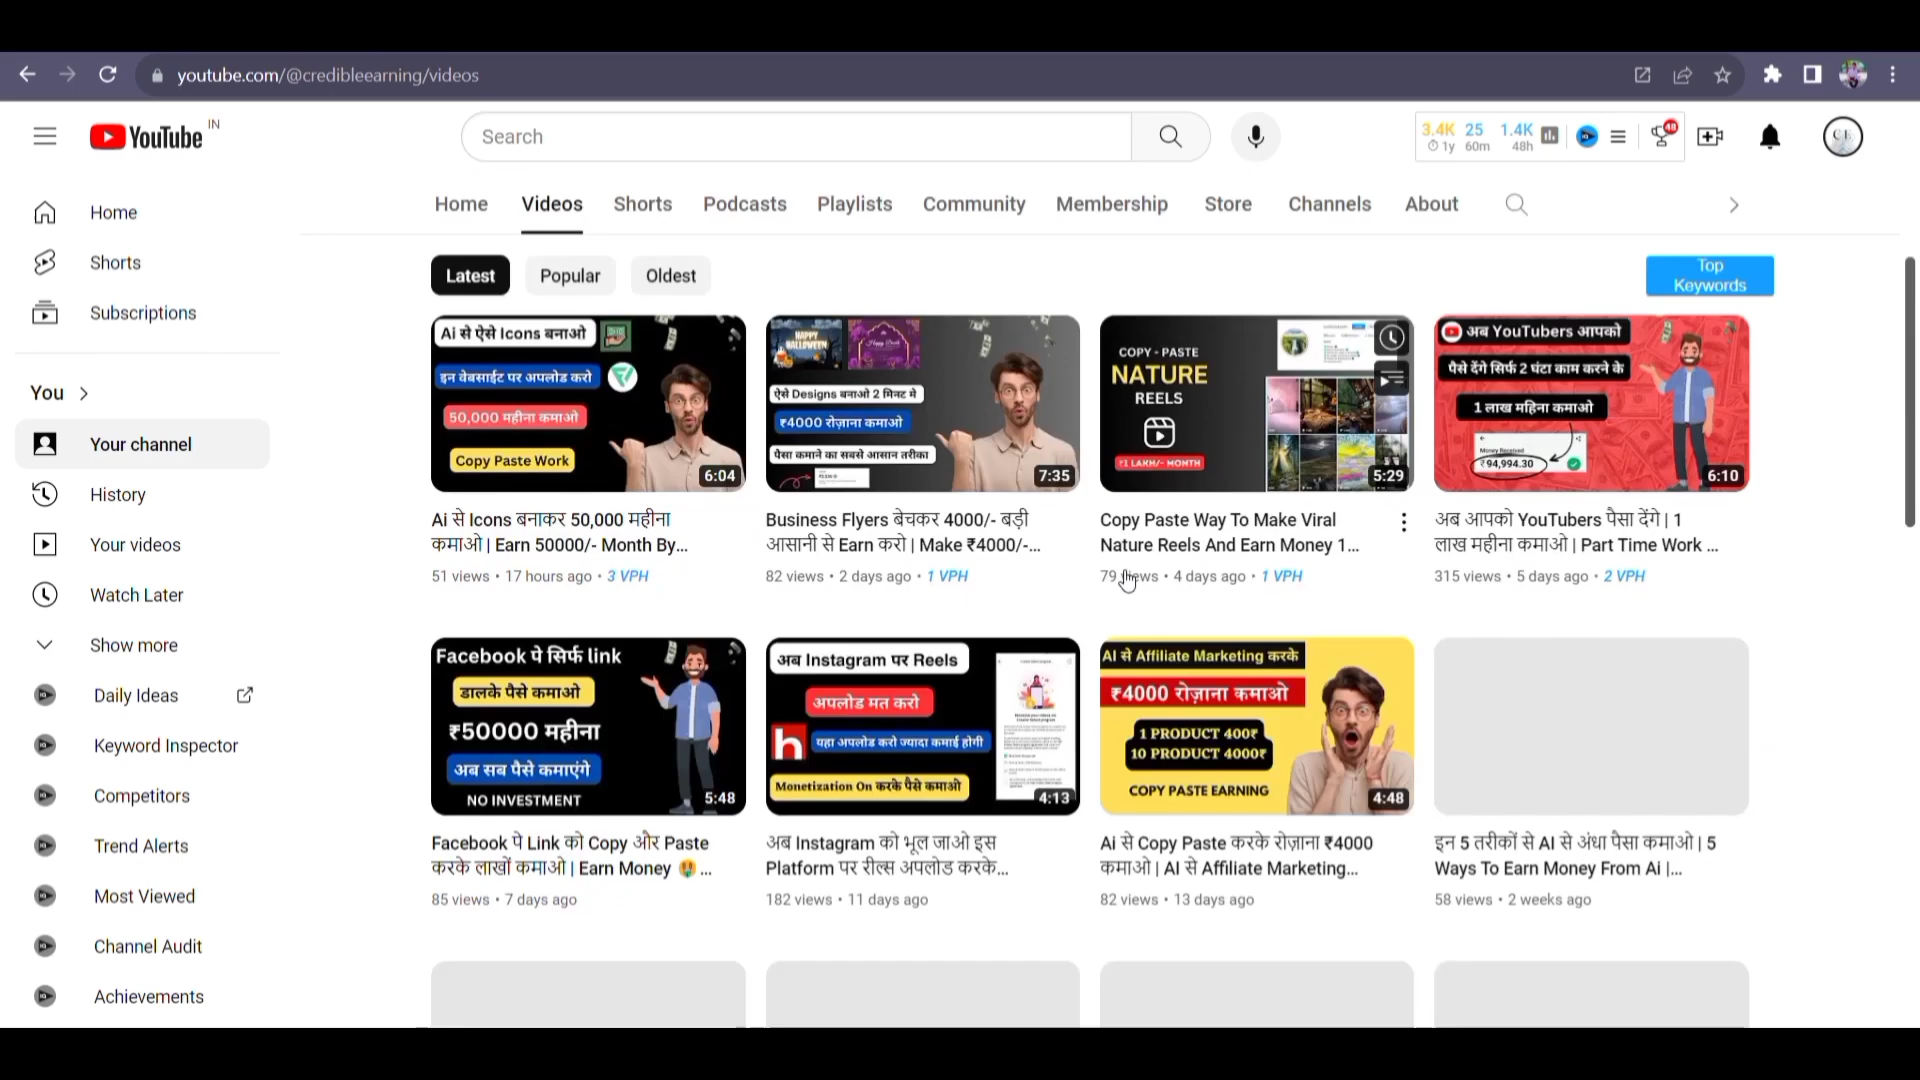 youtube.com/@credibleearning/videos
YouTube IN
Search
3.4K 25 1.4K
1y 60m 48h
48
Home Videos Shorts Podcasts Playlists Community Membership Store Channels About
Home
Shorts
Subscriptions
You
Your channel
History
Your videos
Watch Later
Show more
Daily Ideas
Keyword Inspector
Competitors
Trend Alerts
Most Viewed
Channel Audit
Achievements
Latest Popular Oldest
Top
Keywords
Ai से ऐसे Icons बनाओ
इन वेबसाईट पर अपलोड करो
50,000 महीना कमाओ
Copy Paste Work
6:04
Ai से Icons बनाकर 50,000 महीना
कमाओ | Earn 50000/- Month By...
51 views • 17 hours ago • 3 VPH
HAPPY
HALLOWEEN
ऐसे Designs बनाओ 2 मिनट मे
₹4000 रोज़ाना कमाओ
पैसा कमाने का सबसे आसान तरीका
7:35
Business Flyers बेचकर 4000/- बड़ी
आसानी से Earn करो | Make ₹4000/-...
82 views • 2 days ago • 1 VPH
COPY - PASTE
NATURE
REELS
₹1 LAKH/- MONTH
5:29
Copy Paste Way To Make Viral
Nature Reels And Earn Money 1...
79 views • 4 days ago • 1 VPH
अब YouTubers आपको
पैसे देंगे सिर्फ 2 घंटा काम करने के
1 लाख महिना कमाओ
Money Received
₹94,994.30
6:10
अब आपको YouTubers पैसा देंगे | 1
लाख महीना कमाओ | Part Time Work ...
315 views • 5 days ago • 2 VPH
Facebook पे सिर्फ link
डालके पैसे कमाओ
₹50000 महीना
अब सब पैसे कमाएंगे
NO INVESTMENT
5:48
Facebook पे Link को Copy और Paste
करके लाखों कमाओ | Earn Money 🤑...
85 views • 7 days ago
अब Instagram पर Reels
अपलोड मत करो
h यहा अपलोड करो ज्यादा कमाई होगी
Monetization On करके पैसे कमाओ
4:13
अब Instagram को भूल जाओ इस
Platform पर रील्स अपलोड करके...
182 views • 11 days ago
AI से Affiliate Marketing करके
₹4000 रोज़ाना कमाओ
1 PRODUCT 400₹
10 PRODUCT 4000₹
COPY PASTE EARNING
4:48
Ai से Copy Paste करके रोज़ाना ₹4000
कमाओ | AI से Affiliate Marketing...
82 views • 13 days ago
इन 5 तरीकों से AI से अंधा पैसा कमाओ | 5
Ways To Earn Money From Ai |...
58 views • 2 weeks ago